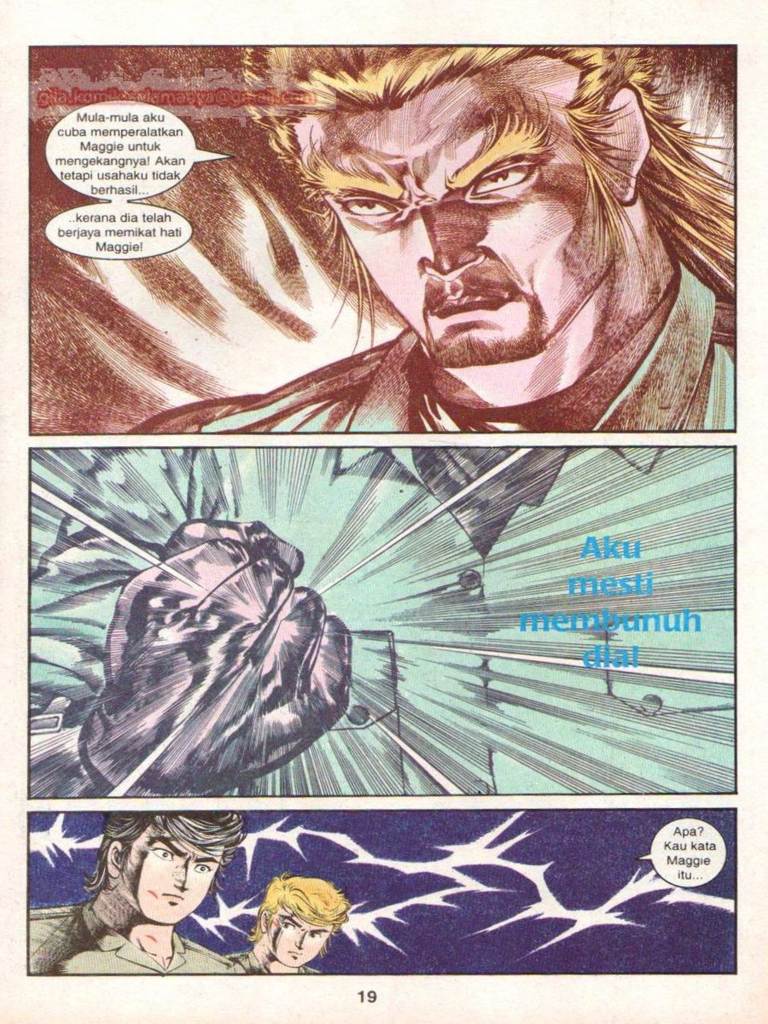 Mula-mula aku
cuba memperalatkan
Maggie untuk
mengekangnya! Akan
tetapi usahaku tidak
berhasil...
..kerana dia telah
berjaya memikat hati
Maggie!
Aku
mesti
membunuh
dia!
Apa?
Kau kata
Maggie
itu...
19